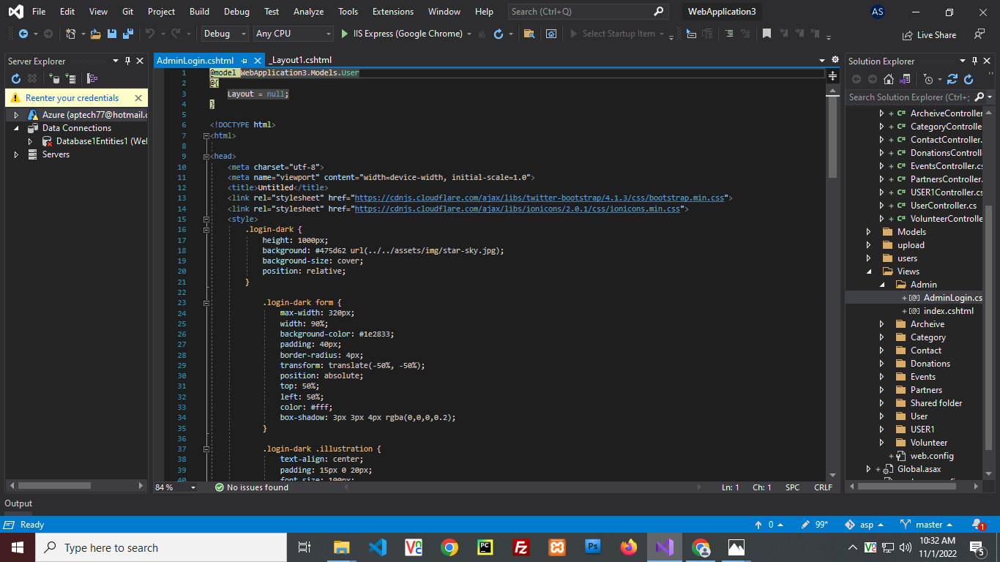 File Edit View Git Project Build Debug Test Analyze Tools Extensions Window Help Search (Ctrl+Q) WebApplication3 AS
Debug Any CPU IIS Express (Google Chrome) Select Startup Item Live Share
Server Explorer
Reenter your credentials
Azure (aptech77@hotmail.c
Data Connections
Database1Entities1 (Wel
Servers
AdminLogin.cshtml _Layout1.cshtml
1 @model WebApplication3.Models.User
2 @{
3 Layout = null;
4 }
5
6 <!DOCTYPE html>
7 <html>
8
9 <head>
10 <meta charset="utf-8">
11 <meta name="viewport" content="width=device-width, initial-scale=1.0">
12 <title>Untitled</title>
13 <link rel="stylesheet" href="https://cdnjs.cloudflare.com/ajax/libs/twitter-bootstrap/4.1.3/css/bootstrap.min.css">
14 <link rel="stylesheet" href="https://cdnjs.cloudflare.com/ajax/libs/ionicons/2.0.1/css/ionicons.min.css">
15 <style>
16 .login-dark {
17 height: 1000px;
18 background: #475d62 url(../../assets/img/star-sky.jpg);
19 background-size: cover;
20 position: relative;
21 }
22
23 .login-dark form {
24 max-width: 320px;
25 width: 90%;
26 background-color: #1e2833;
27 padding: 40px;
28 border-radius: 4px;
29 transform: translate(-50%, -50%);
30 position: absolute;
31 top: 50%;
32 left: 50%;
33 color: #fff;
34 box-shadow: 3px 3px 4px rgba(0,0,0,0.2);
35 }
36
37 .login-dark .illustration {
38 text-align: center;
39 padding: 15px 0 20px;
40 font-size: 100px;
84 % No issues found Ln: 1 Ch: 1 SPC CRLF
Solution Explorer
Search Solution Explorer (Ctrl+;
ArcheiveController
CategoryControlle
ContactController.
DonationsControll
EventsController.cs
PartnersController.
USER1Controller.cs
UserController.cs
VolunteerControlle
Models
upload
users
Views
Admin
AdminLogin.cs
index.cshtml
Archeive
Category
Contact
Donations
Events
Partners
Shared folder
User
USER1
Volunteer
web.config
Global.asax
Output
Ready 0 99* asp master 1
Type here to search 10:32 AM
11/1/2022 5